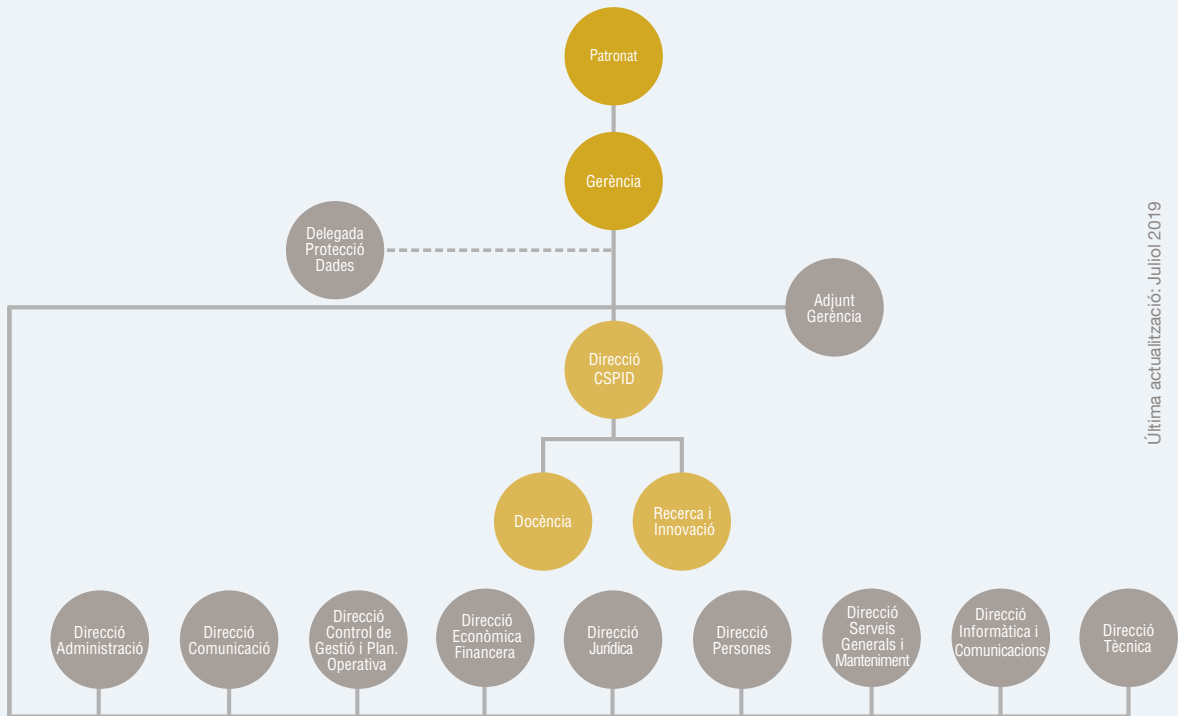 Patronat
Gerència
Delegada
Protecció
Dades
Adjunt
Gerència
Direcció
CSPID
Docència
Recerca i
Innovació
Direcció
Administració
Direcció
Comunicació
Direcció
Control de
Gestió i Plan.
Operativa
Direcció
Econòmica
Financera
Direcció
Jurídica
Direcció
Persones
Direcció
Serveis
Generals i
Manteniment
Direcció
Informàtica i
Comunicacions
Direcció
Tècnica
Última actualització: Juliol 2019